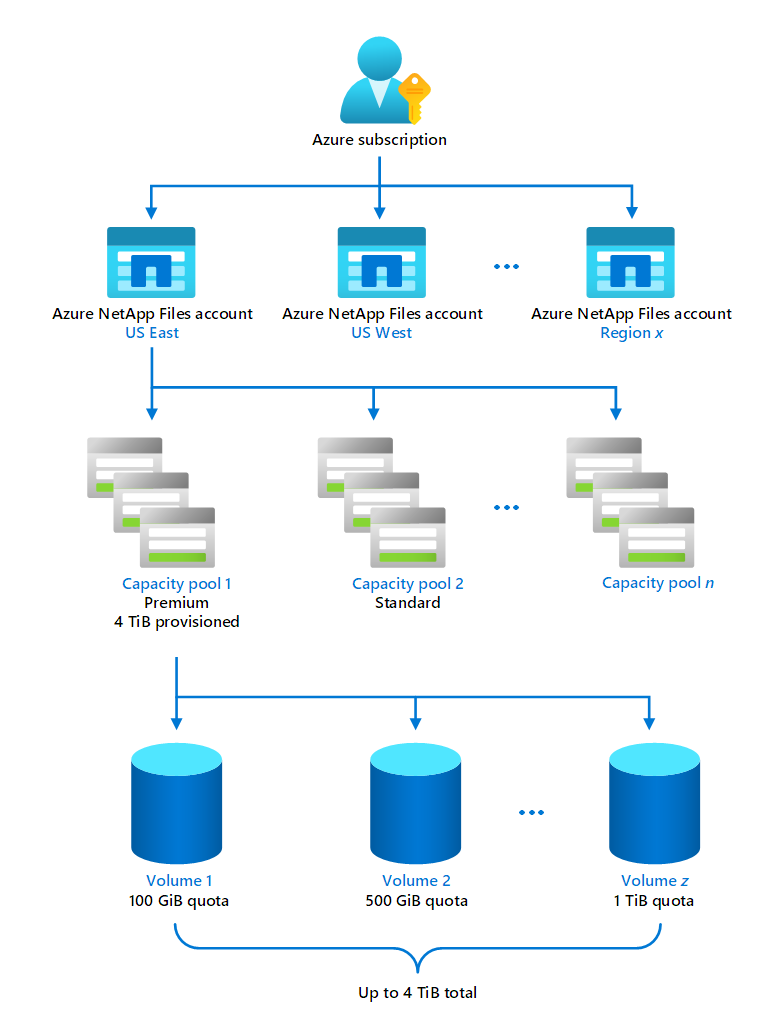 Azure subscription
Azure NetApp Files account
US East
Azure NetApp Files account
US West
...
Azure NetApp Files account
Region x
Capacity pool 1
Premium
4 TiB provisioned
Capacity pool 2
Standard
...
Capacity pool n
Volume 1
100 GiB quota
Volume 2
500 GiB quota
...
Volume z
1 TiB quota
Up to 4 TiB total